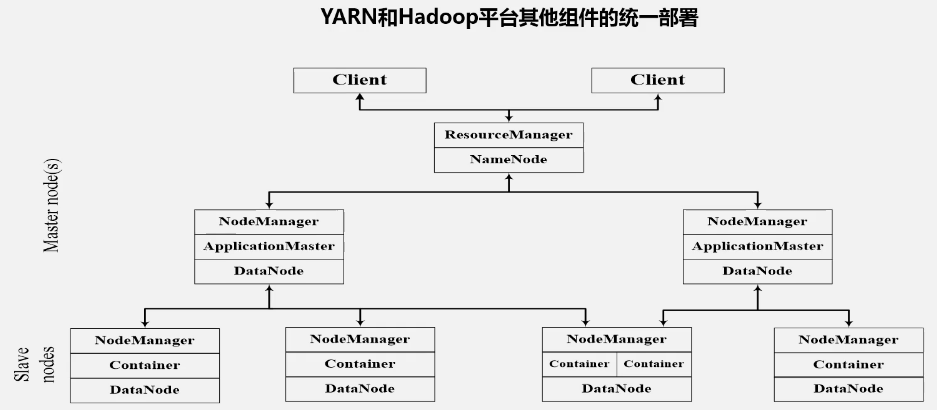 YARN和Hadoop平台其他组件的统一部署
Client
Client
ResourceManager
NameNode
Master node(s)
NodeManager
ApplicationMaster
DataNode
NodeManager
ApplicationMaster
DataNode
Slave
nodes
NodeManager
Container
DataNode
NodeManager
Container
DataNode
NodeManager
Container Container
DataNode
NodeManager
Container
DataNode